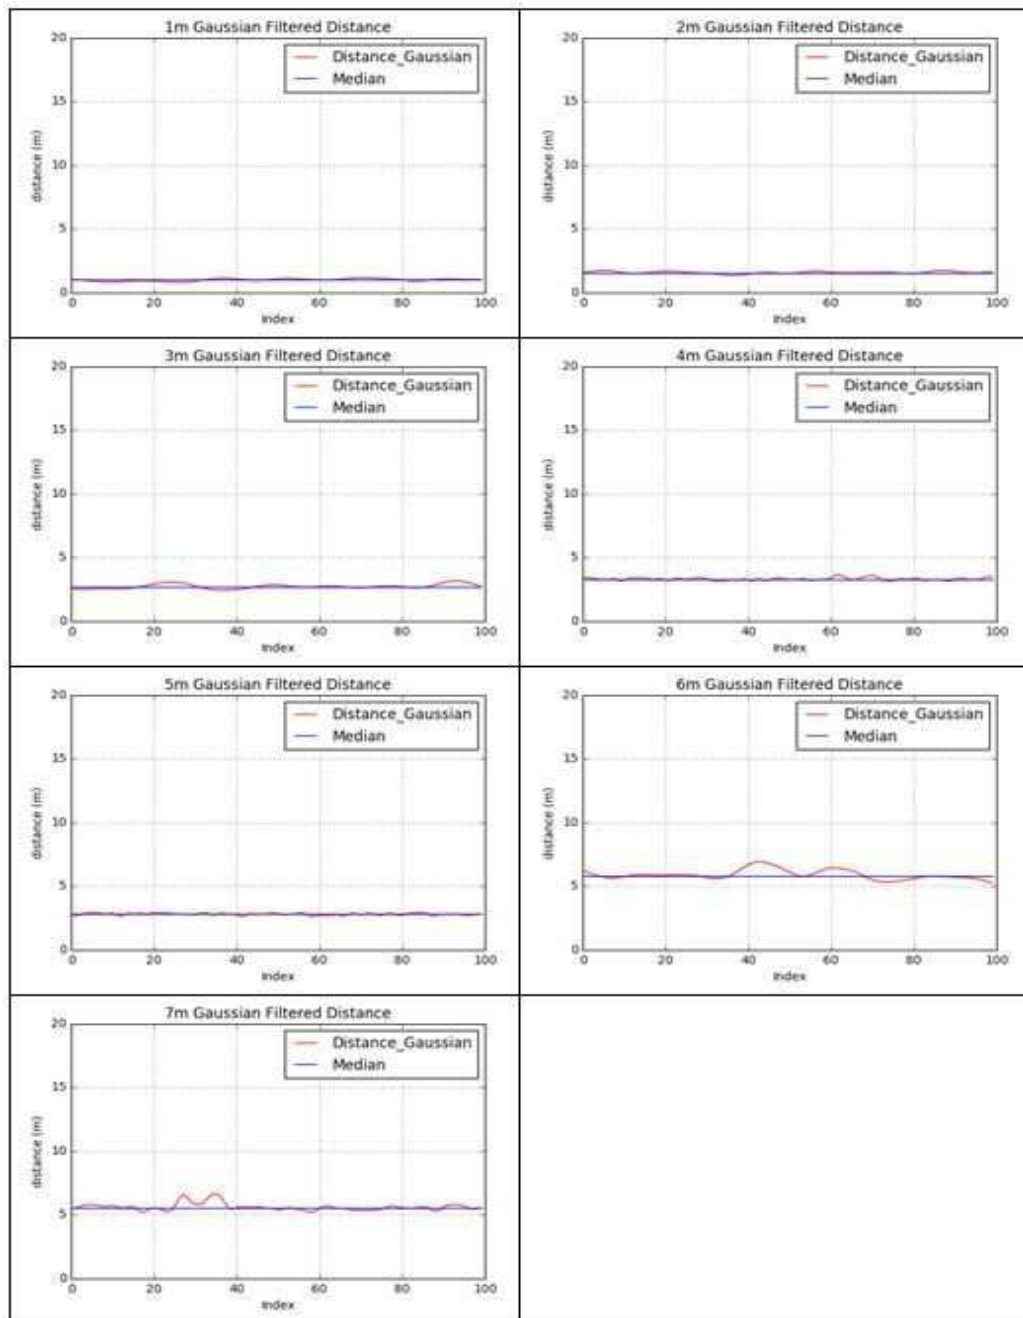 1m Gaussian Filtered Distance
20
Distance_Gaussian
Median
15
distance (m)
10
5
0
0 20 40 60 80 100
Index
2m Gaussian Filtered Distance
20
Distance_Gaussian
Median
15
distance (m)
10
5
0
0 20 40 60 80 100
Index
3m Gaussian Filtered Distance
20
Distance_Gaussian
Median
15
distance (m)
10
5
0
0 20 40 60 80 100
Index
4m Gaussian Filtered Distance
20
Distance_Gaussian
Median
15
distance (m)
10
5
0
0 20 40 60 80 100
Index
5m Gaussian Filtered Distance
20
Distance_Gaussian
Median
15
distance (m)
10
5
0
0 20 40 60 80 100
Index
6m Gaussian Filtered Distance
20
Distance_Gaussian
Median
15
distance (m)
10
5
0
0 20 40 60 80 100
Index
7m Gaussian Filtered Distance
20
Distance_Gaussian
Median
15
distance (m)
10
5
0
0 20 40 60 80 100
Index